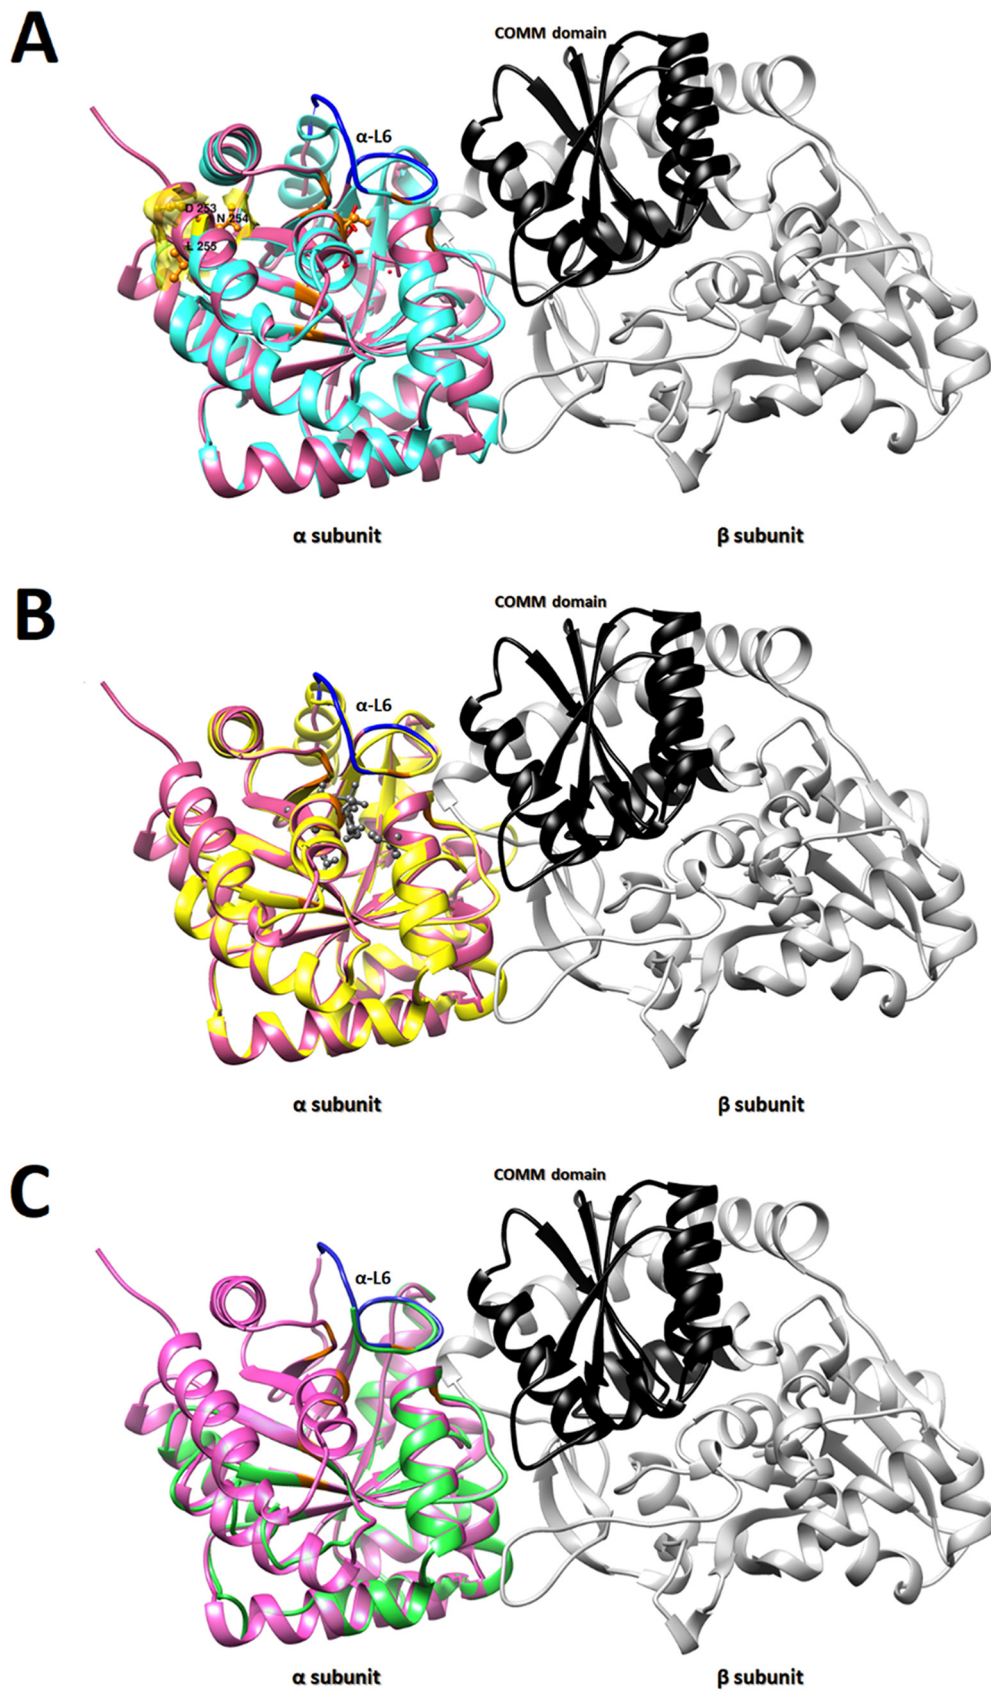 A
COMM domain
α-L6
D 253
N 254
L 255
α subunit
β subunit
B
COMM domain
α-L6
α subunit
β subunit
C
COMM domain
α-L6
α subunit
β subunit